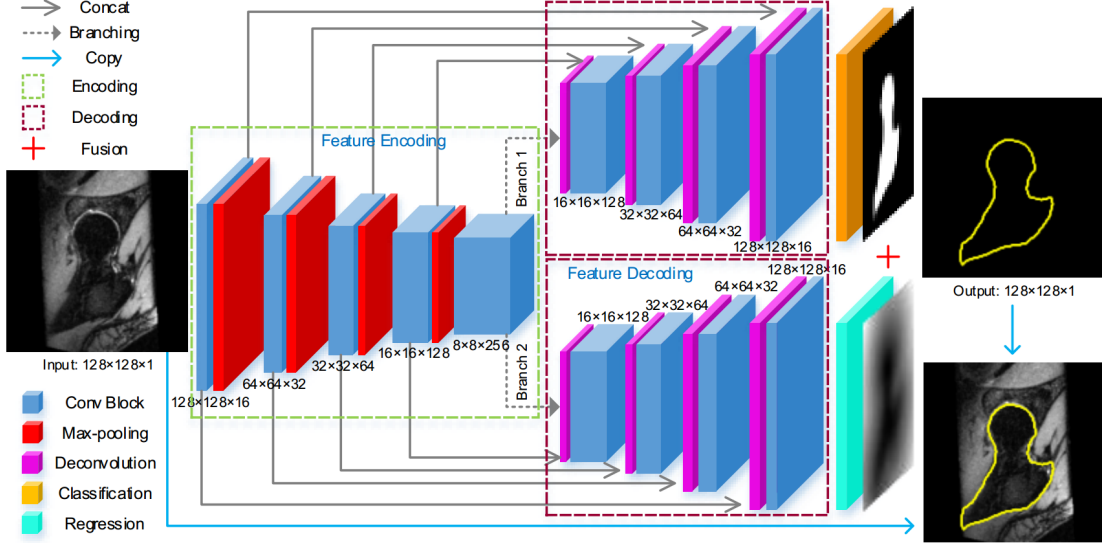 Concat
Branching
Copy
Encoding
Decoding
Fusion
Feature Encoding
Branch 1
16×16×128
32×32×64
64×64×32
128×128×16
Feature Decoding
128×128×16
64×64×32
32×32×64
16×16×128
Output: 128×128×1
Input: 128×128×1
128×128×16
64×64×32
32×32×64
16×16×128
8×8×256
Branch 2
Conv Block
Max-pooling
Deconvolution
Classification
Regression